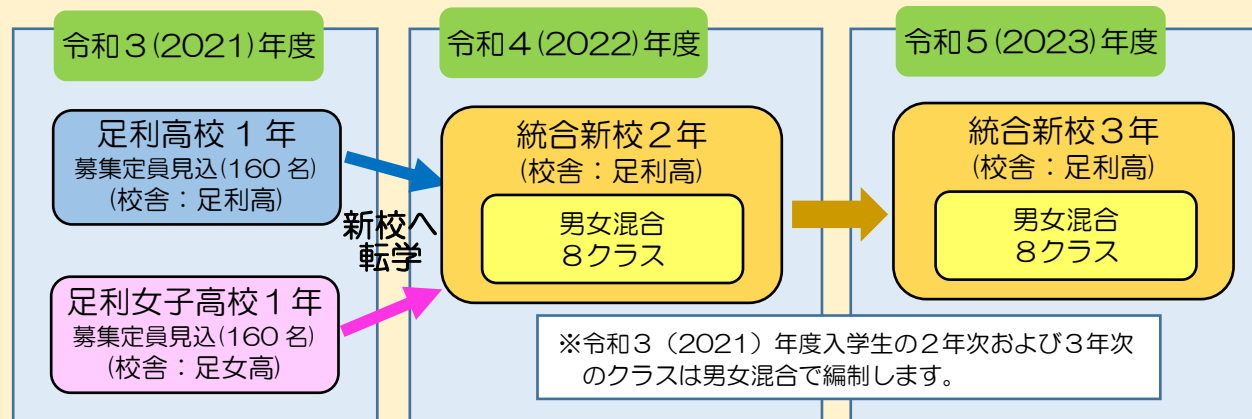 令和３(2021)年度
足利高校１年
募集定員見込(160 名)
(校舎：足利高)
足利女子高校１年
募集定員見込(160 名)
(校舎：足女高)
新校へ
転学
令和４(2022)年度
統合新校２年
(校舎：足利高)
男女混合
８クラス
令和５(2023)年度
統合新校３年
(校舎：足利高)
男女混合
８クラス
※令和３（2021）年度入学生の２年次および３年次
のクラスは男女混合で編制します。